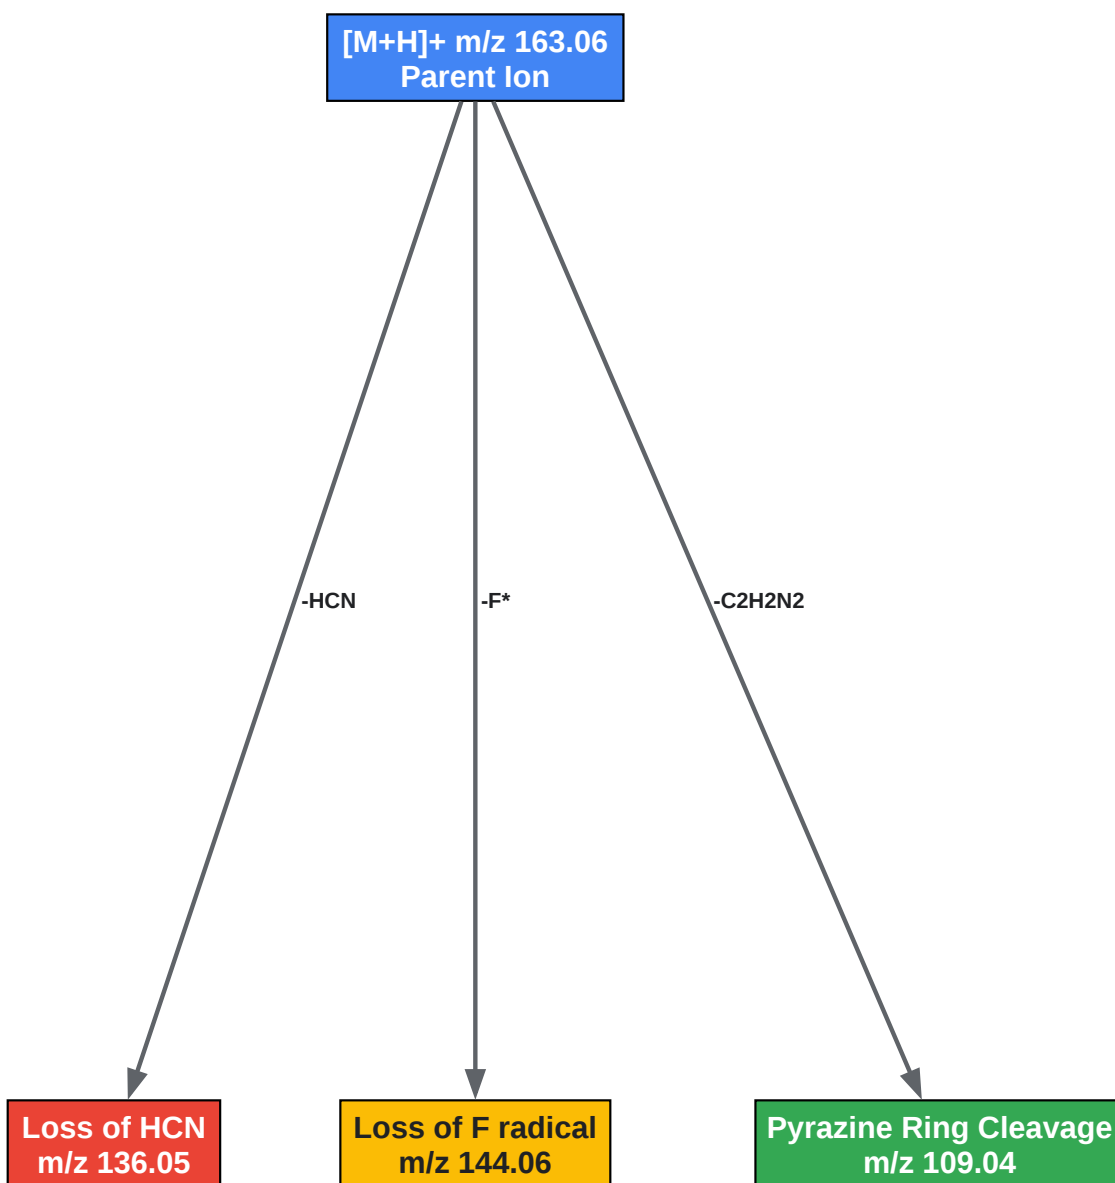 [M+H]+ m/z 163.06
Parent Ion
-HCN
-F*
-C2H2N2
Loss of HCN
m/z 136.05
Loss of F radical
m/z 144.06
Pyrazine Ring Cleavage
m/z 109.04